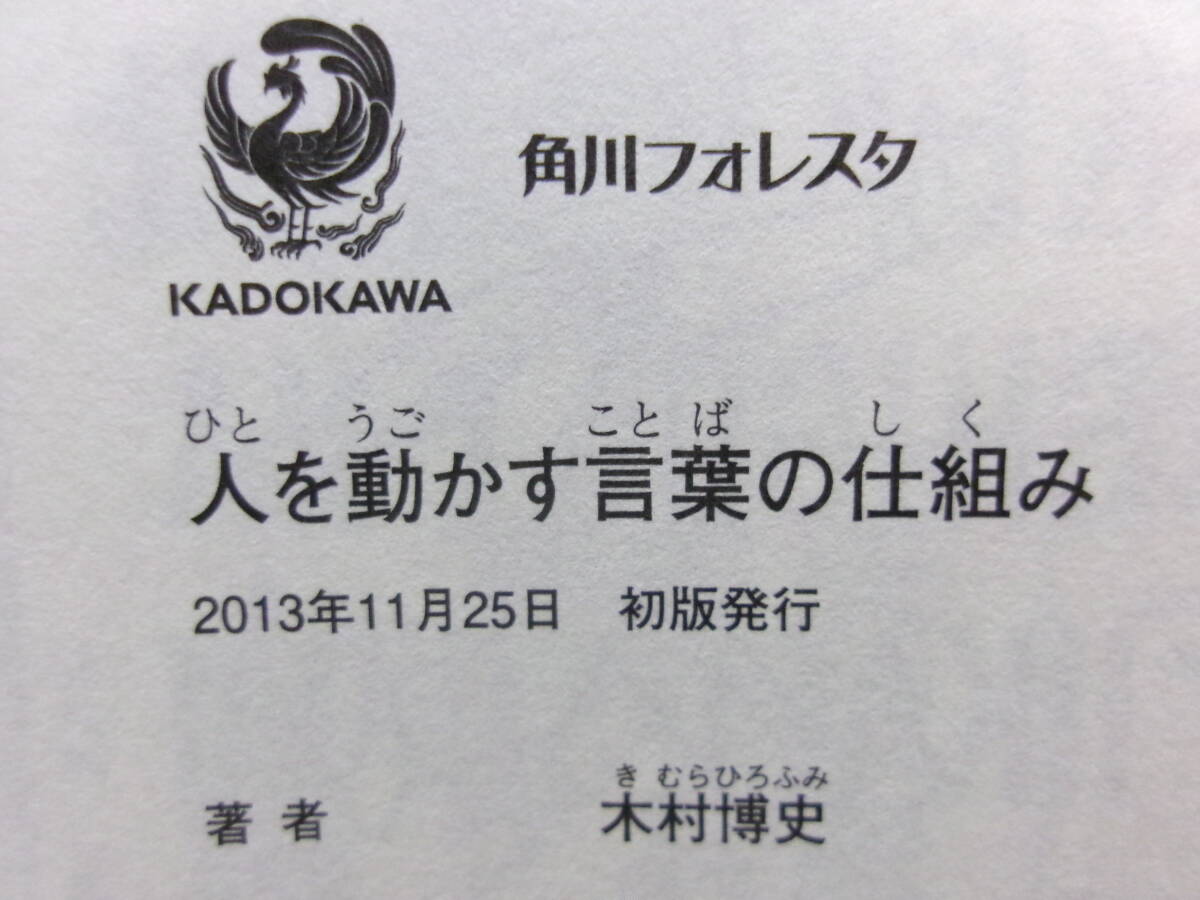 角川フォレスタ
KADOKAWA
ひと うご ことば しく
人を動かす言葉の仕組み
2013年11月25日 初版発行
きむらひろふみ
著者 木村博史